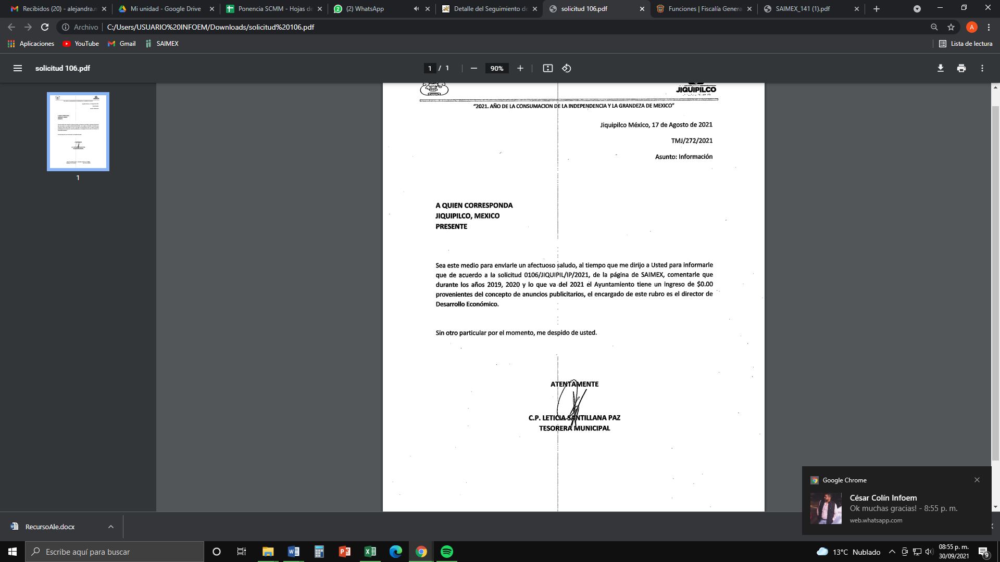 Recibidos (20) - alejandra.n
Mi unidad - Google Drive
Ponencia SCMM - Hojas de
(2) WhatsApp
Detalle del Seguimiento de
solicitud 106.pdf
Funciones | Fiscalía Genera
SAIMEX_141 (1).pdf
Archivo | C:/Users/USUARIO%20INFOEM/Downloads/solicitud%20106.pdf
A
Aplicaciones YouTube Gmail SAIMEX
Lista de lectura
solicitud 106.pdf
1 / 1
90%
1
JIQUIPILCO
"2021. AÑO DE LA CONSUMACION DE LA INDEPENDENCIA Y LA GRANDEZA DE MEXICO"
Jiquipilco México, 17 de Agosto de 2021
TMJ/272/2021
Asunto: Información
A QUIEN CORRESPONDA
JIQUIPILCO, MEXICO
PRESENTE
Sea este medio para enviarle un afectuoso saludo, al tiempo que me dirijo a Usted para informarle
que de acuerdo a la solicitud 0106/JIQUIPIL/IP/2021, de la página de SAIMEX, comentarle que
durante los años 2019, 2020 y lo que va del 2021 el Ayuntamiento tiene un ingreso de $0.00
provenientes del concepto de anuncios publicitarios, el encargado de este rubro es el director de
Desarrollo Económico.
Sin otro particular por el momento, me despido de usted.
ATENTAMENTE
C.P. LETICIA SANTILLANA PAZ
TESORERA MUNICIPAL
Google Chrome
César Colín Infoem
Ok muchas gracias! - 8:55 p. m.
web.whatsapp.com
RecursoAle.docx
Escribe aquí para buscar
13°C Nublado
08:55 p. m.
30/09/2021
9